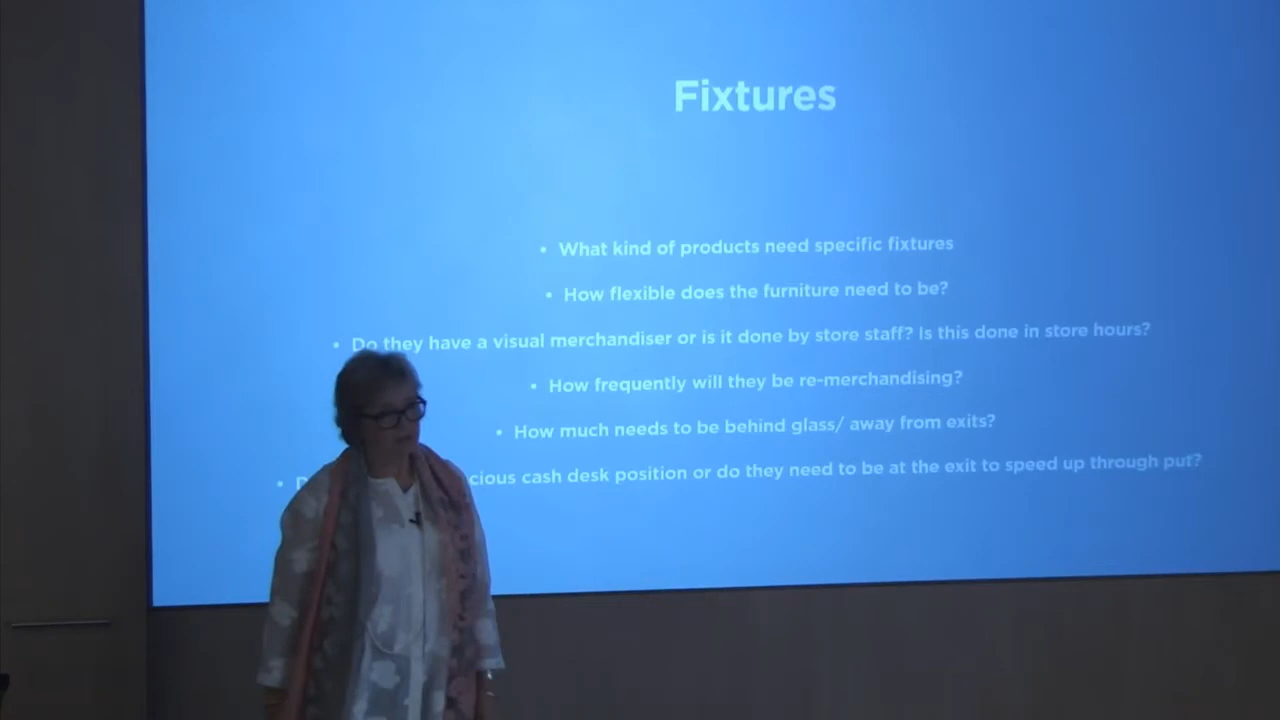 Fixtures
• What kind of products need specific fixtures
• How flexible does the furniture need to be?
• Do they have a visual merchandiser or is it done by store staff? Is this done in store hours?
• How frequently will they be re-merchandising?
• How much needs to be behind glass/ away from exits?
• cash desk position or do they need to be at the exit to speed up through put?